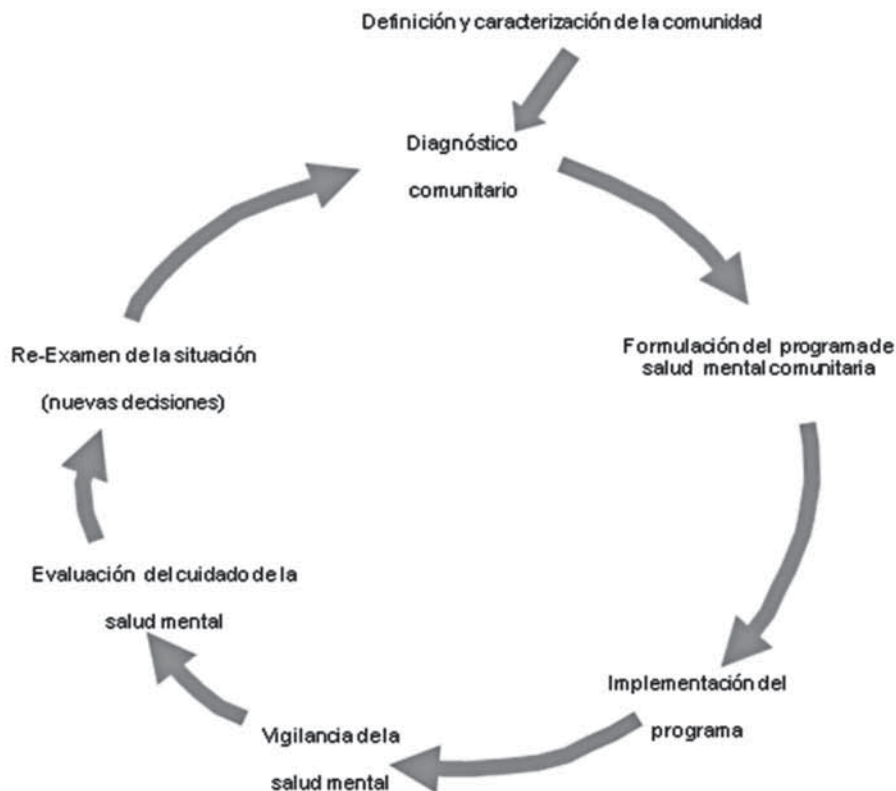 Definición y caracterización de la comunidad
Diagnóstico
comunitario
Formulación del programa de
salud mental comunitaria
Implementación del
programa
Vigilancia de la
salud mental
Evaluación del cuidado de la
salud mental
Re-Examen de la situación
(nuevas decisiones)